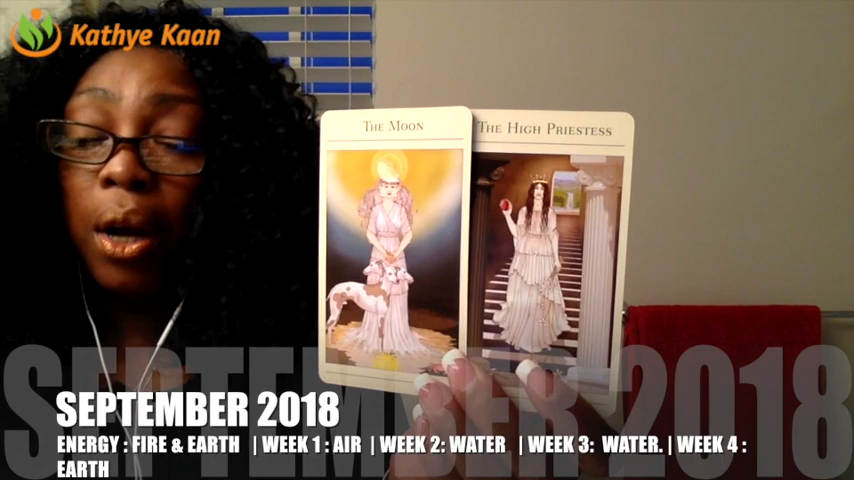 Kathye Kaan
THE MOON
THE HIGH PRIESTESS
SEPTEMBER 2018
SEPTEMBER 2018
ENERGY : FIRE & EARTH | WEEK 1 : AIR | WEEK 2: WATER | WEEK 3: WATER. | WEEK 4 :
EARTH